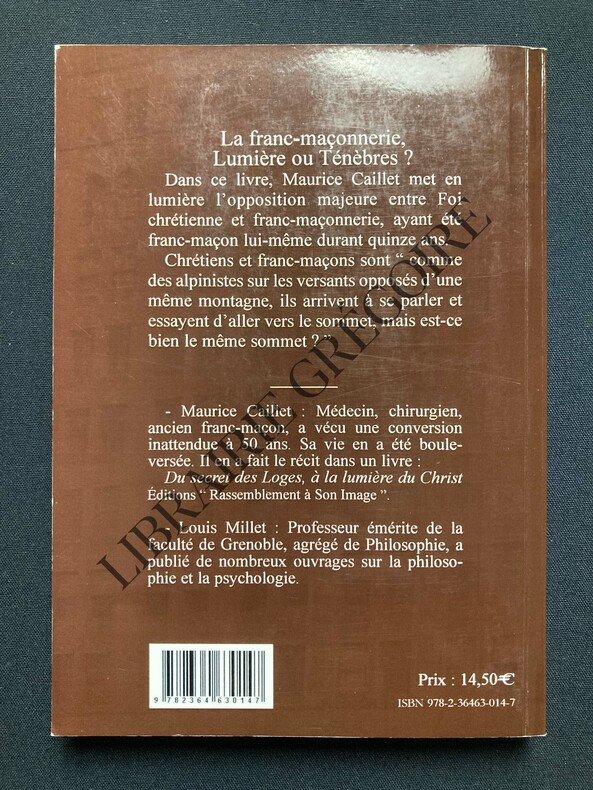 La franc-maçonnerie,
Lumière ou Ténèbres ?
Dans ce livre, Maurice Caillet met en
lumière l'opposition majeure entre Foi
chrétienne et franc-maçonnerie, ayant été
franc-maçon lui-même durant quinze ans.
Chrétiens et franc-maçons sont “ comme
des alpinistes sur les versants opposés d'une
même montagne, ils arrivent à se parler et
essayent d'aller vers le sommet, mais est-ce
bien le même sommet ? ”
- Maurice Caillet : Médecin, chirurgien,
ancien franc-maçon, a vécu une conversion
inattendue à 50 ans. Sa vie en a été boule-
versée. Il en a fait le récit dans un livre :
Du secret des Loges, à la lumière du Christ
Éditions “ Rassemblement à Son Image ”.
- Louis Millet : Professeur émérite de la
faculté de Grenoble, agrégé de Philosophie, a
publié de nombreux ouvrages sur la philoso-
phie et la psychologie.
9 782364 630147
Prix : 14,50€
ISBN 978-2-36463-014-7
LIBRAIRIE GRÉGOIRE